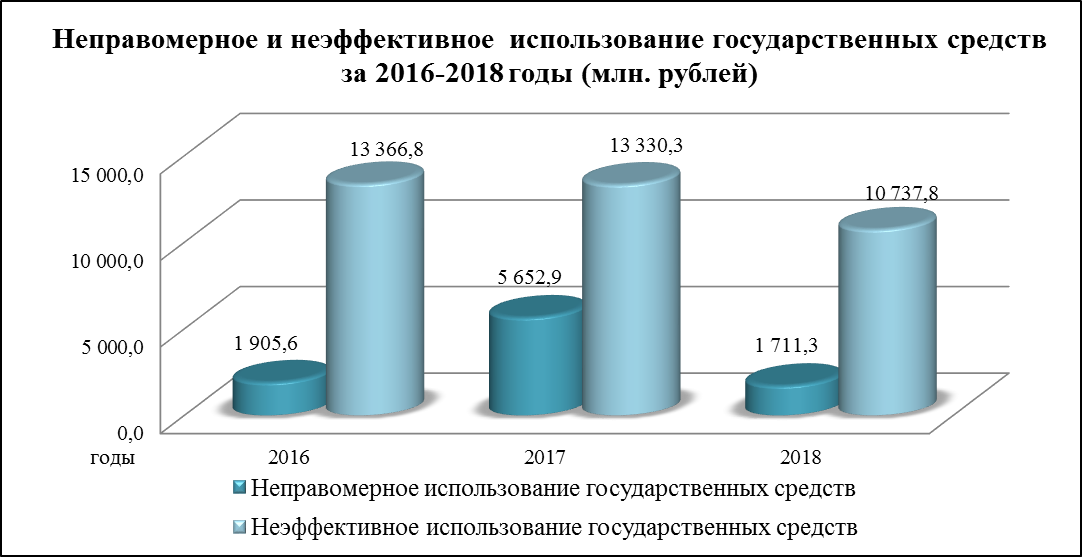 Неправомерное и неэффективное использование государственных средств
за 2016-2018 годы (млн. рублей)
13 366,8
13 330,3
15 000,0
10 737,8
10 000,0
5 652,9
5 000,0
1 905,6
1 711,3
0,0
годы
2016
2017
2018
Неправомерное использование государственных средств
Неэффективное использование государственных средств